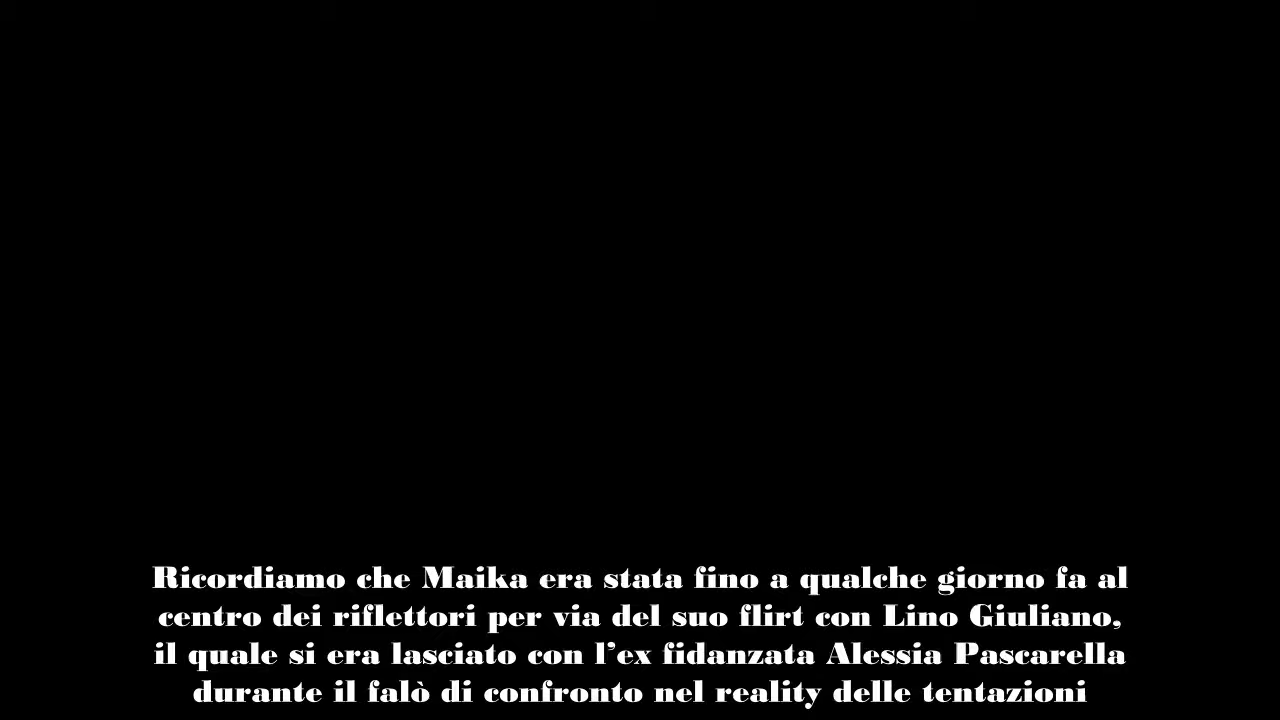 Ricordiamo che Maika era stata fino a qualche giorno fa al
centro dei riflettori per via del suo flirt con Lino Giuliano,
il quale si era lasciato con l’ex fidanzata Alessia Pascarella
durante il falò di confronto nel reality delle tentazioni